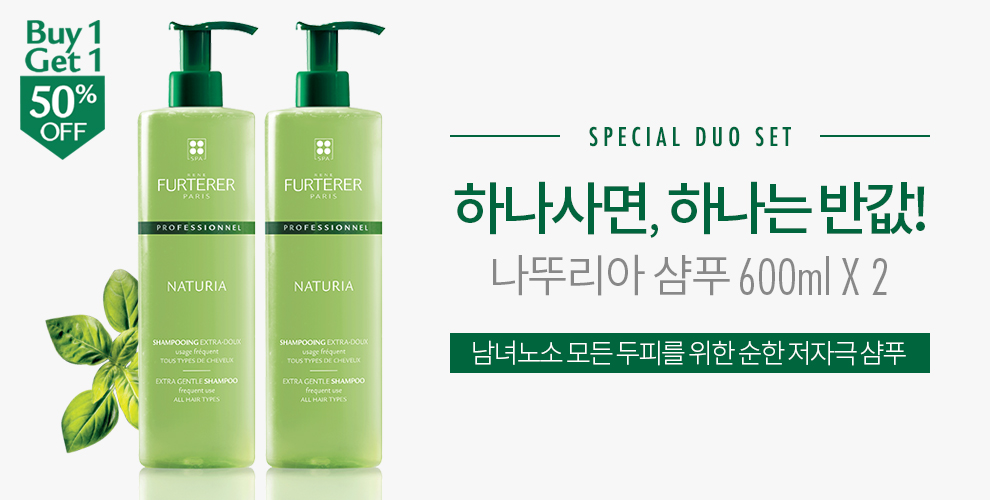 Buy 1
Get 1
50%
OFF
SPA
RENÉ
FURTERER
PARIS
PROFESSIONNEL
NATURIA
SHAMPOOING EXTRA-DOUX
usage fréquent
TOUS TYPES DE CHEVEUX
EXTRA GENTLE SHAMPOO
frequent use
ALL HAIR TYPES
SPA
RENÉ
FURTERER
PARIS
PROFESSIONNEL
NATURIA
SHAMPOOING EXTRA-DOUX
usage fréquent
TOUS TYPES DE CHEVEUX
EXTRA GENTLE SHAMPOO
frequent use
ALL HAIR TYPES
SPECIAL DUO SET
하나사면, 하나는 반값!
나뚜리아 샴푸 600ml X 2
남녀노소 모든 두피를 위한 순한 저자극 샴푸